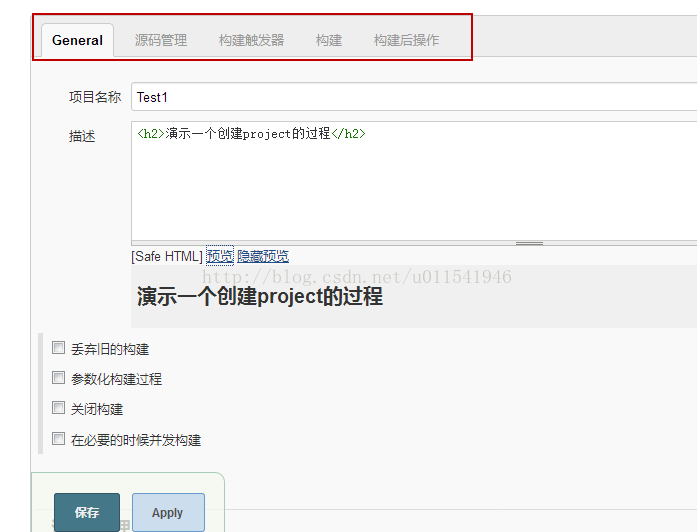 General 源码管理 构建触发器 构建 构建后操作
项目名称 Test1
描述 <h2>演示一个创建project的过程</h2>
[Safe HTML] 预览 隐藏预览
http://blog.csdn.net/u011541946
演示一个创建project的过程
丢弃旧的构建
参数化构建过程
关闭构建
在必要的时候并发构建
保存 Apply